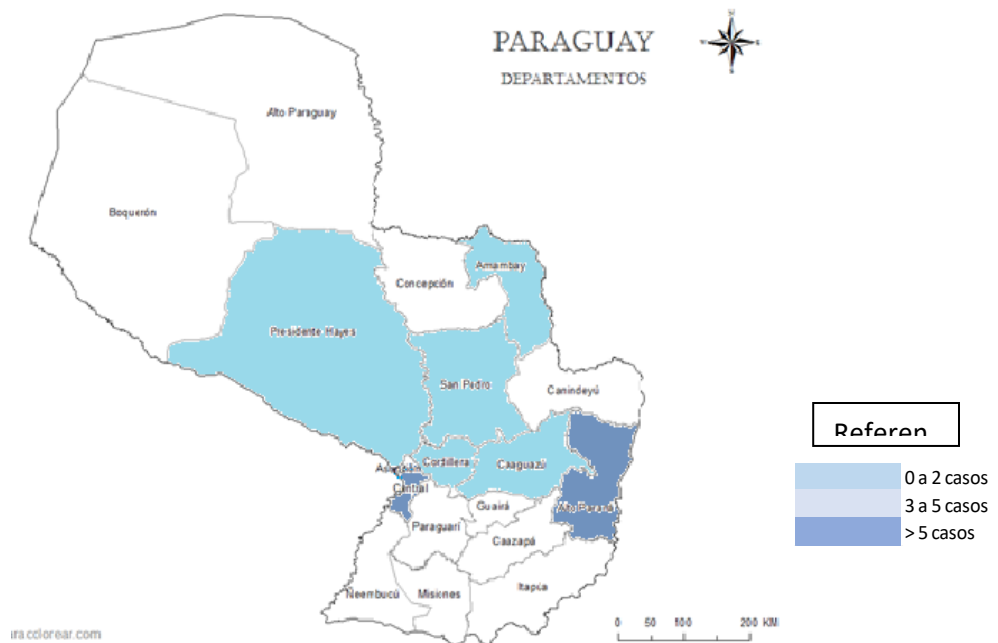 PARAGUAY
DEPARTAMENTOS
N
Alto Paraguay
Boquerón
Amambay
Concepción
Presidente Hayes
San Pedro
Canindeyú
Referen
0 a 2 casos
3 a 5 casos
> 5 casos
Asunción
Cordillera
Caaguazú
Central
Guairá
Alto Paraná
Paraguarí
Caazapá
Itapúa
Ñeembucú
Misiones
0 50 100 200 KM